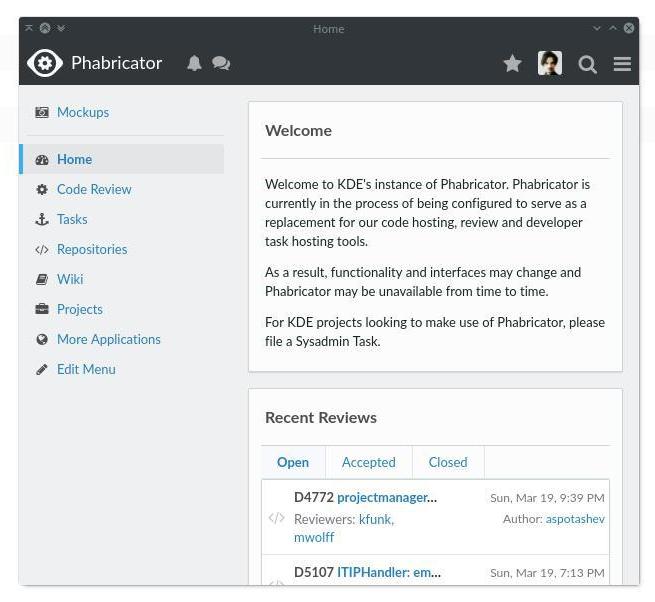 Home
Phabricator
Mockups
Home
Code Review
Tasks
Repositories
Wiki
Projects
More Applications
Edit Menu
Welcome
Welcome to KDE's instance of Phabricator. Phabricator is
currently in the process of being configured to serve as a
replacement for our code hosting, review and developer
task hosting tools.
As a result, functionality and interfaces may change and
Phabricator may be unavailable from time to time.
For KDE projects looking to make use of Phabricator, please
file a Sysadmin Task.
Recent Reviews
Open Accepted Closed
D4772 projectmanager... Sun, Mar 19, 9:39 PM
Reviewers: kfunk, Author: aspotashev
mwolff
D5107 ITIPHandler: em... Sun, Mar 19, 7:13 PM